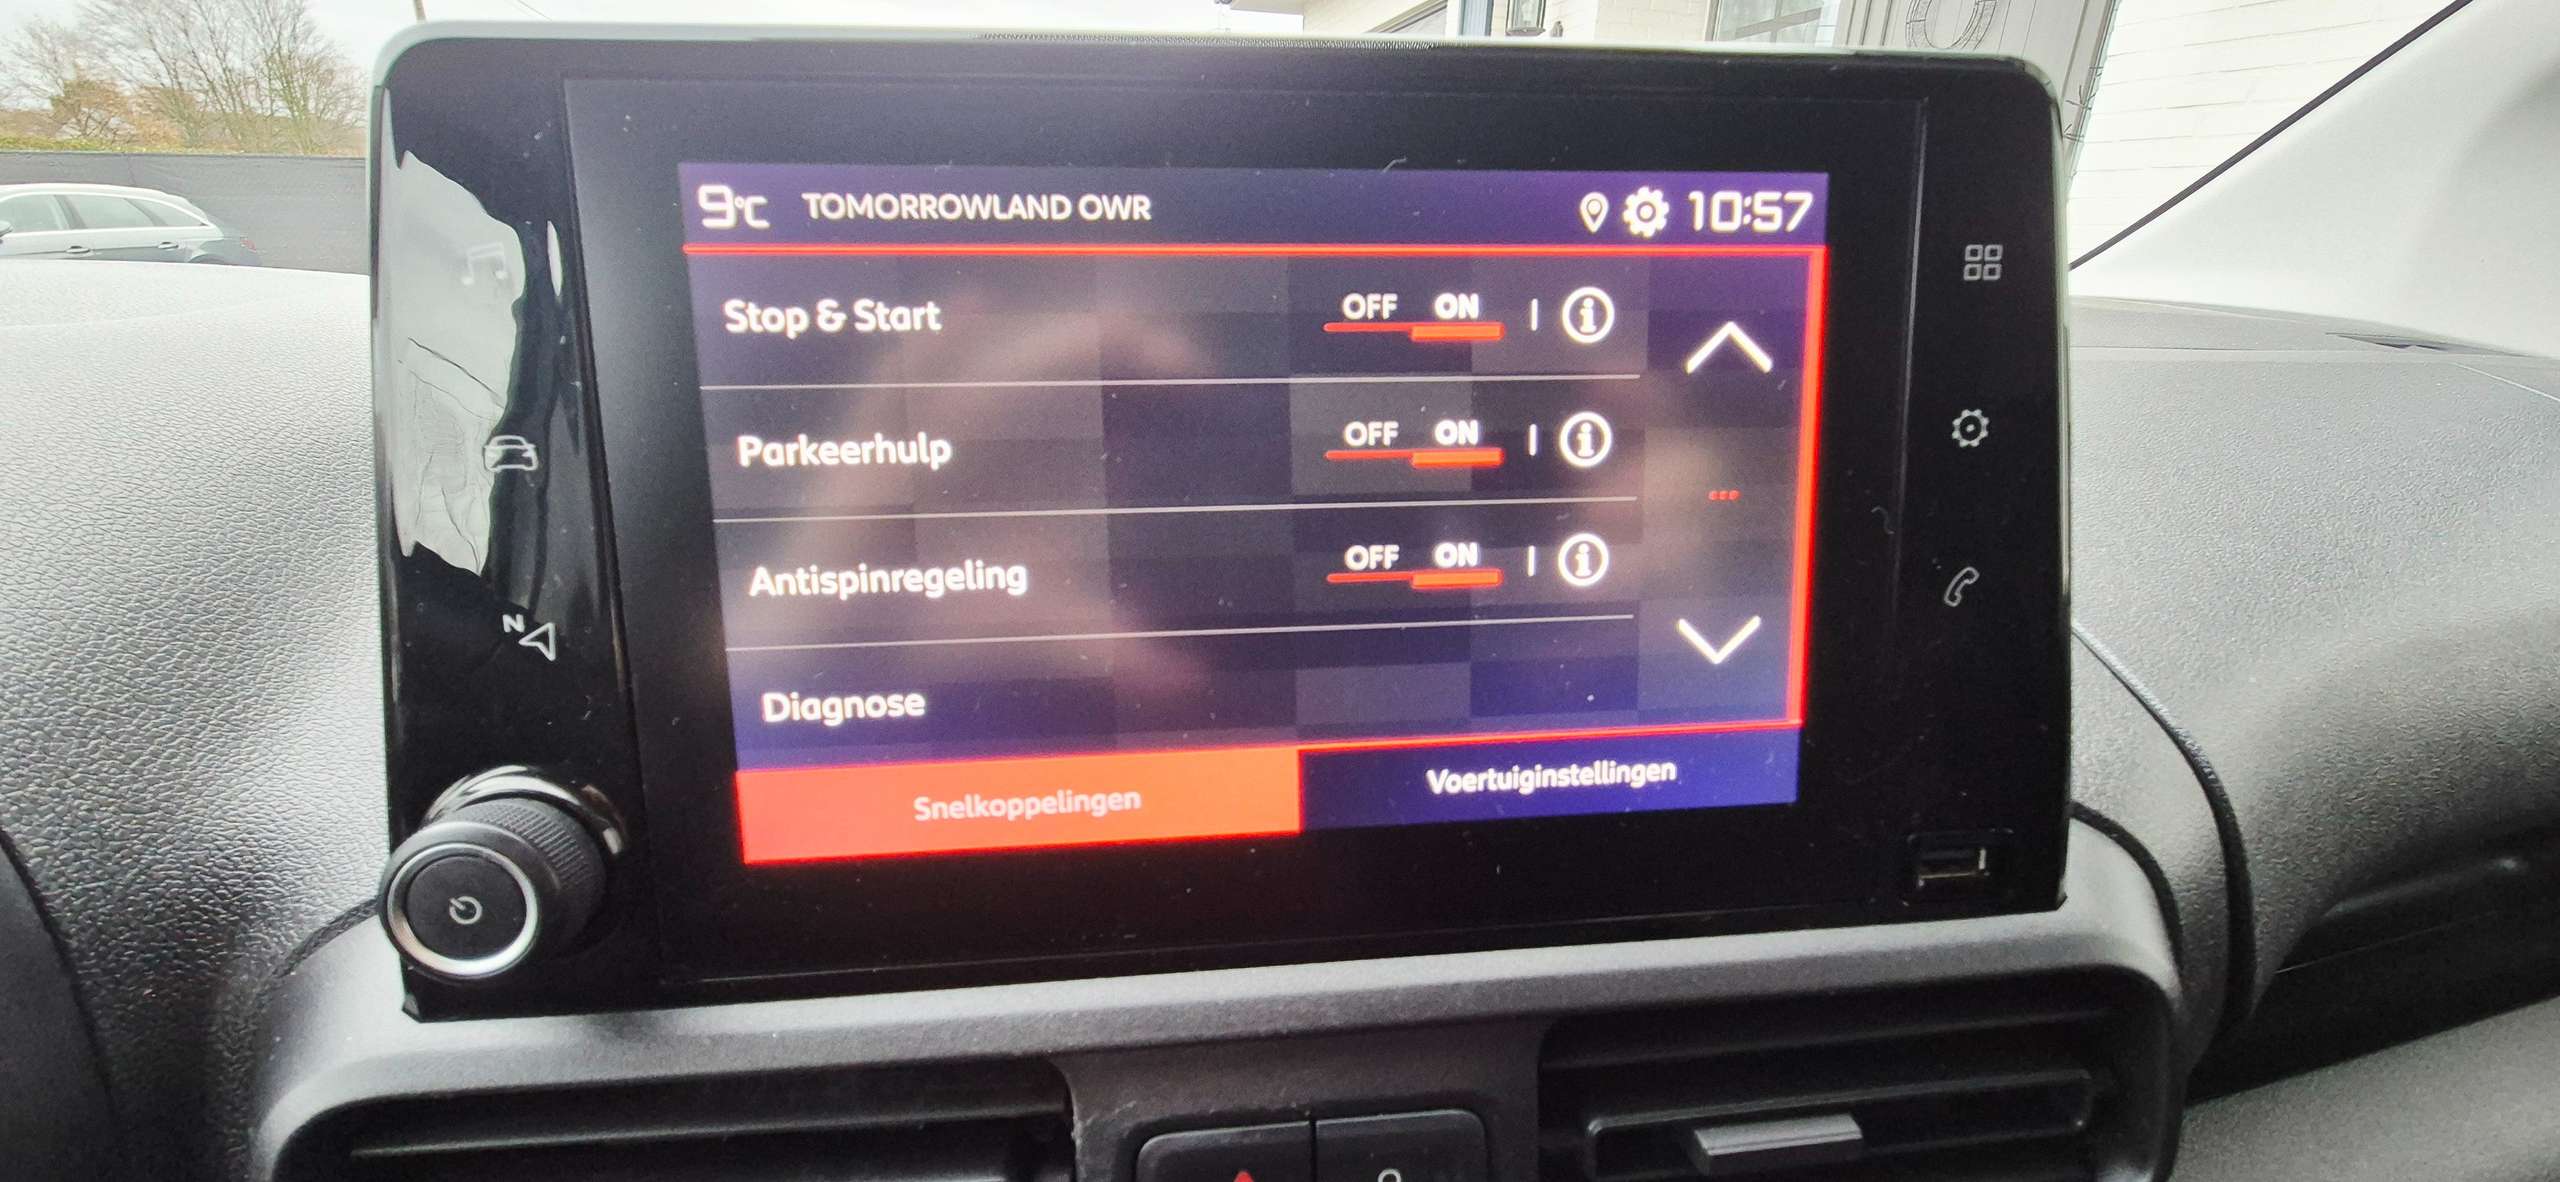 9°C TOMORROWLAND OWR 10:57
Stop & Start OFF ON
Parkeerhulp OFF ON
Antispinregeling OFF ON
Diagnose
Snelkoppelingen Voertuiginstellingen
N